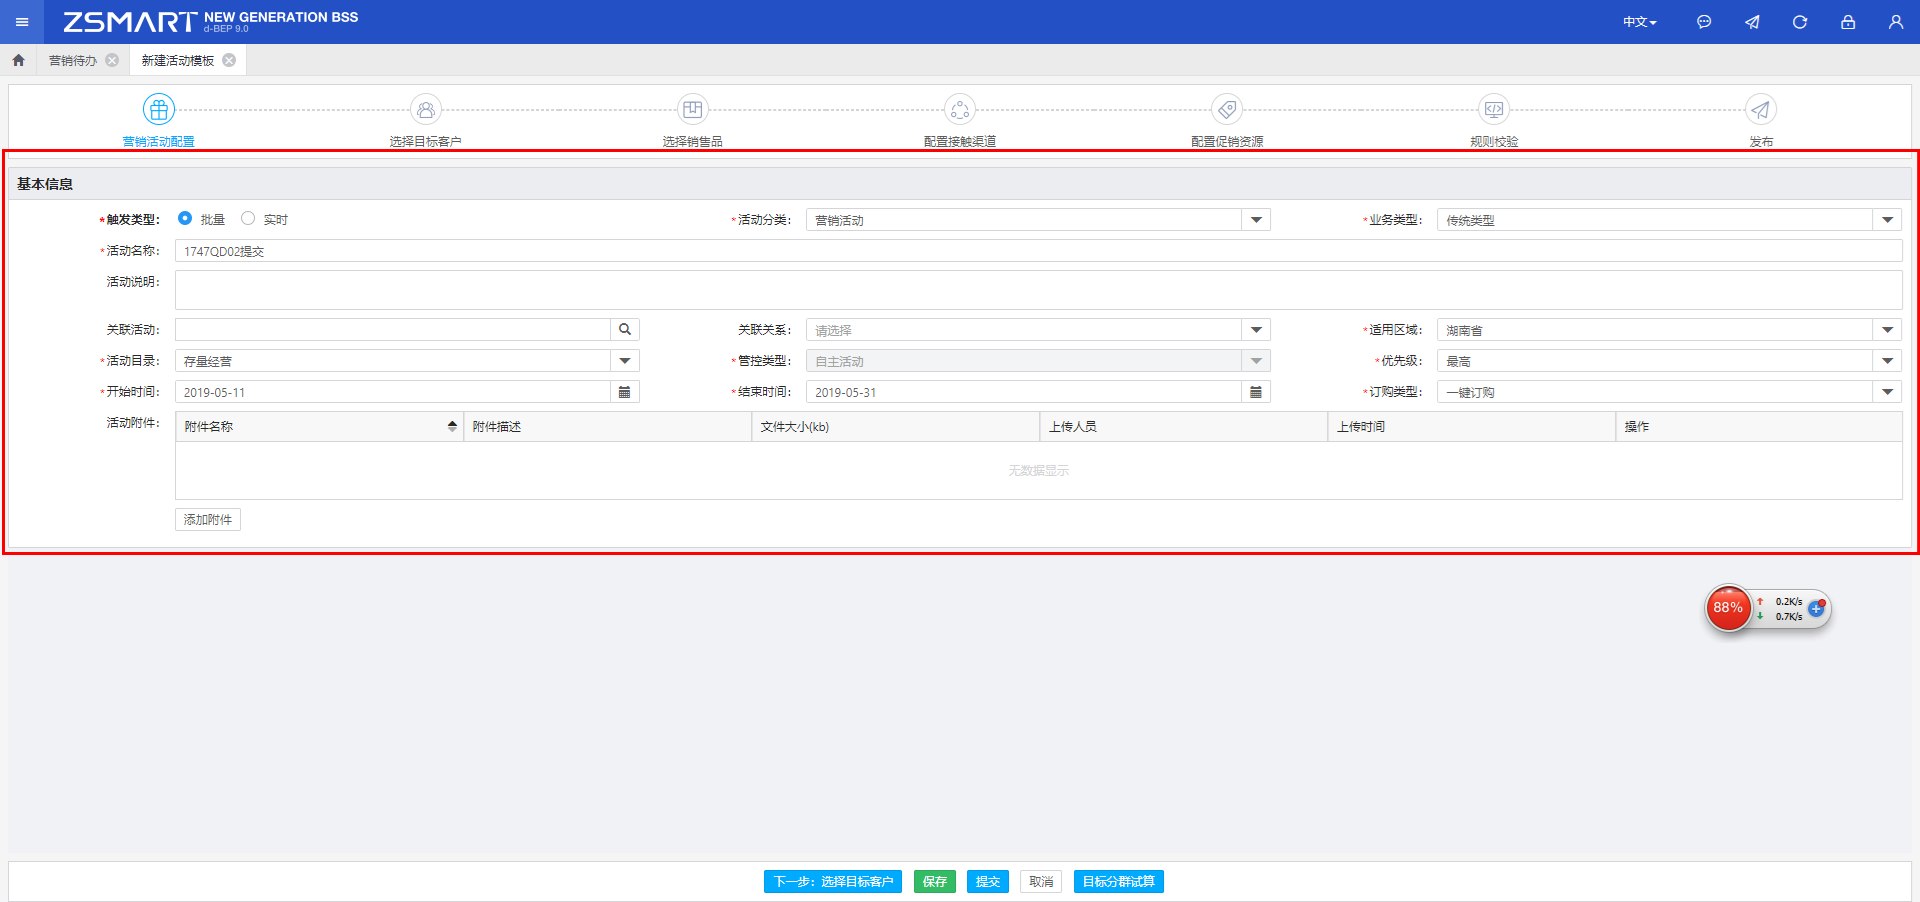 ZSMART NEW GENERATION BSS
d-BEP 9.0
中文
营销待办
新建活动模板
营销活动配置
选择目标客户
选择销售品
配置接触渠道
配置促销资源
规则校验
发布
基本信息
*触发类型: 批量 实时
*活动分类: 营销活动
*业务类型: 传统类型
*活动名称: 1747QD02提交
活动说明:
关联活动:
关联关系: 请选择
*适用区域: 湖南省
*活动目录: 存量经营
*管控类型: 自主活动
*优先级: 最高
*开始时间: 2019-05-11
*结束时间: 2019-05-31
*订购类型: 一键订购
活动附件: 附件名称 附件描述 文件大小(kb) 上传人员 上传时间 操作
无数据显示
添加附件
88%
0.2K/s
0.7K/s
下一步: 选择目标客户 保存 提交 取消 目标分群试算